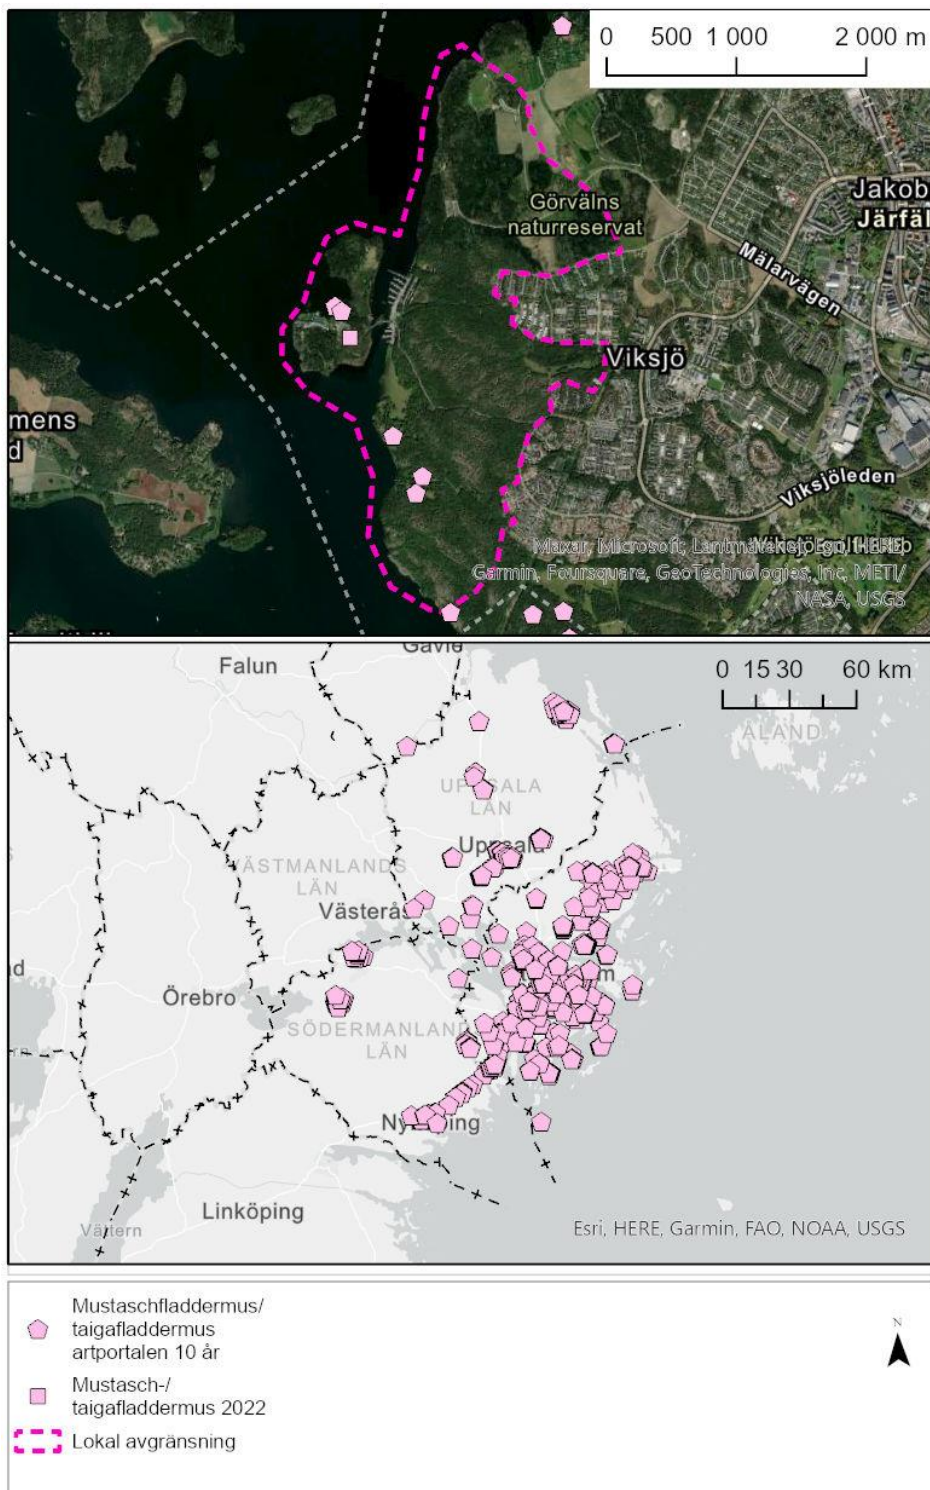 0 500 1 000 2 000 m
Jakob
Järfäl
Görvälns
naturreservat
Mälarvägen
Viksjö
mens
d
Viksjöleden
Maxar, Microsoft, Lantmäteriet, Esri, HERE,
Garmin, Foursquare, GeoTechnologies, Inc, METI/
NASA, USGS
Gävle
Falun
0 15 30 60 km
ÅLAND
UPPSALA
LÄN
Uppsala
VÄSTMANLANDS
LÄN
Västerås
d
Örebro
m
SÖDERMANLAND
LÄN
Nyköping
Linköping
Vättern
Esri, HERE, Garmin, FAO, NOAA, USGS
Mustaschfladdermus/
taigafladdermus
artportalen 10 år
N
Mustasch-/
taigafladdermus 2022
Lokal avgränsning